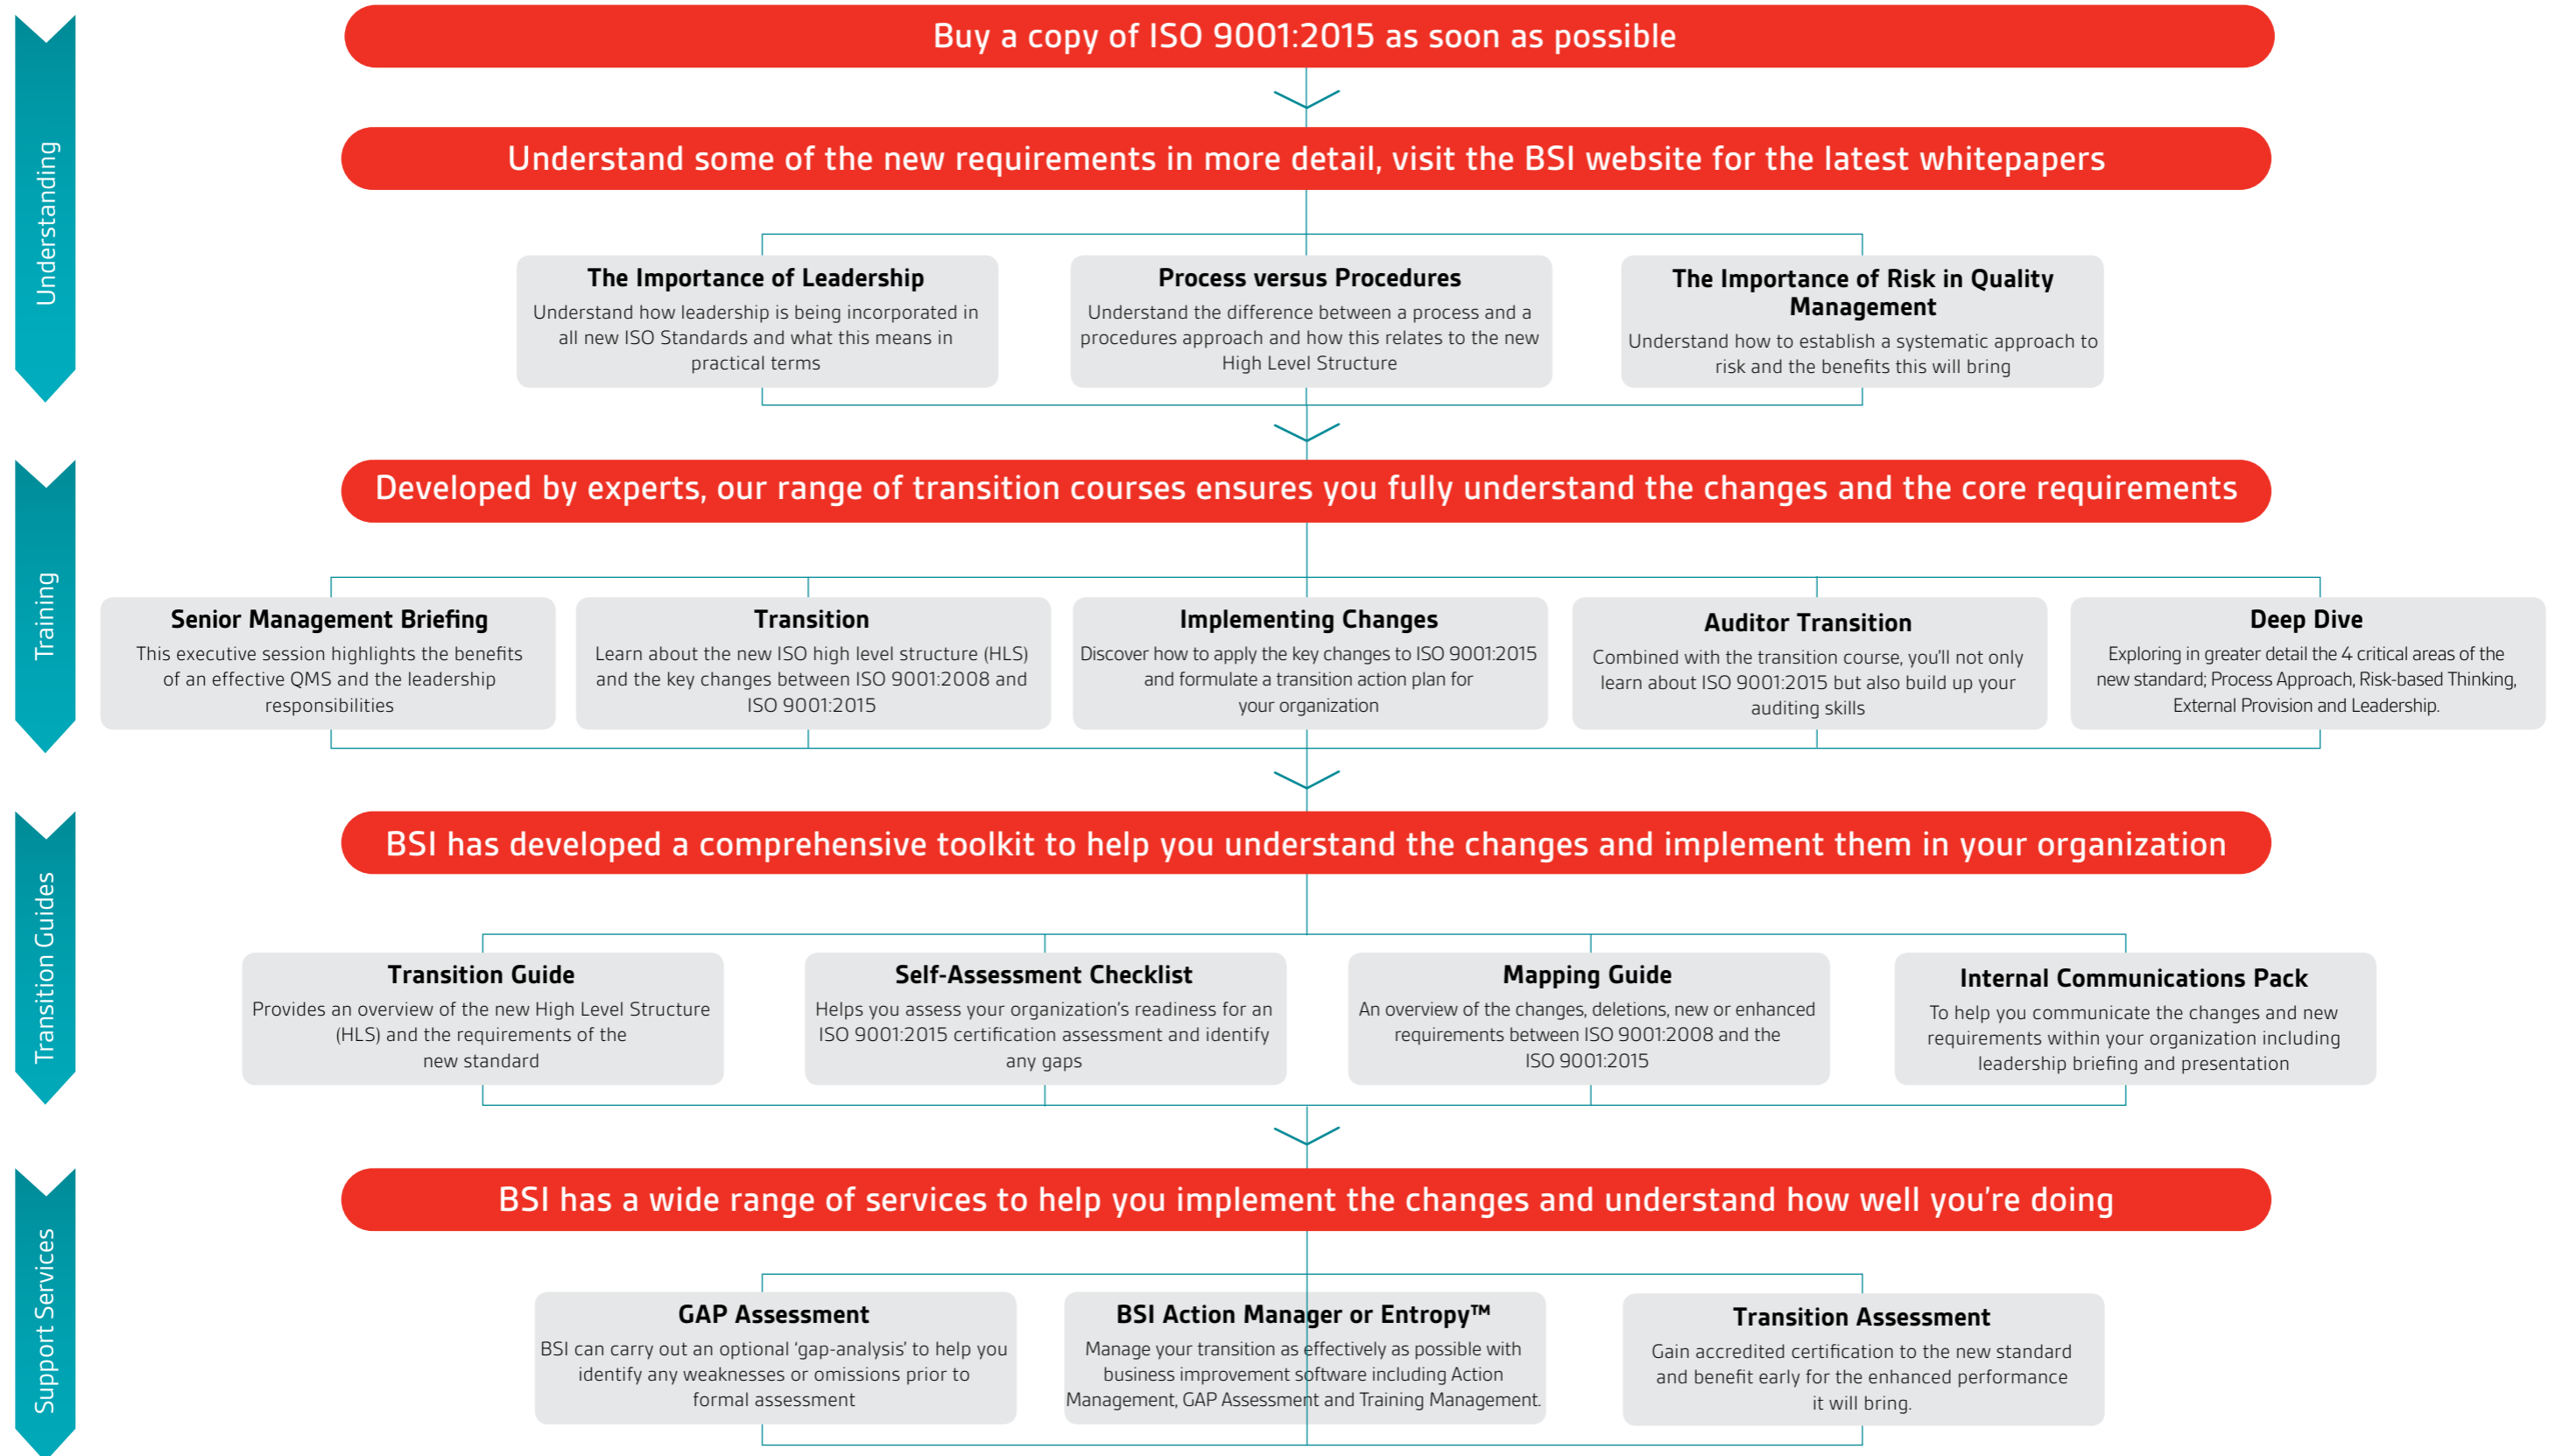 Understanding
Buy a copy of ISO 9001:2015 as soon as possible
Understand some of the new requirements in more detail, visit the BSI website for the latest whitepapers
The Importance of Leadership
Understand how leadership is being incorporated in
all new ISO Standards and what this means in
practical terms
Process versus Procedures
Understand the difference between a process and a
procedures approach and how this relates to the new
High Level Structure
The Importance of Risk in Quality
Management
Understand how to establish a systematic approach to
risk and the benefits this will bring
Training
Developed by experts, our range of transition courses ensures you fully understand the changes and the core requirements
Senior Management Briefing
This executive session highlights the benefits
of an effective QMS and the leadership
responsibilities
Transition
Learn about the new ISO high level structure (HLS)
and the key changes between ISO 9001:2008 and
ISO 9001:2015
Implementing Changes
Discover how to apply the key changes to ISO 9001:2015
and formulate a transition action plan for
your organization
Auditor Transition
Combined with the transition course, you'll not only
learn about ISO 9001:2015 but also build up your
auditing skills
Deep Dive
Exploring in greater detail the 4 critical areas of the
new standard; Process Approach, Risk-based Thinking,
External Provision and Leadership.
Transition Guides
BSI has developed a comprehensive toolkit to help you understand the changes and implement them in your organization
Transition Guide
Provides an overview of the new High Level Structure
(HLS) and the requirements of the
new standard
Self-Assessment Checklist
Helps you assess your organization's readiness for an
ISO 9001:2015 certification assessment and identify
any gaps
Mapping Guide
An overview of the changes, deletions, new or enhanced
requirements between ISO 9001:2008 and the
ISO 9001:2015
Internal Communications Pack
To help you communicate the changes and new
requirements within your organization including
leadership briefing and presentation
Support Services
BSI has a wide range of services to help you implement the changes and understand how well you're doing
GAP Assessment
BSI can carry out an optional 'gap-analysis' to help you
identify any weaknesses or omissions prior to
formal assessment
BSI Action Manager or Entropy™
Manage your transition as effectively as possible with
business improvement software including Action
Management, GAP Assessment and Training Management.
Transition Assessment
Gain accredited certification to the new standard
and benefit early for the enhanced performance
it will bring.